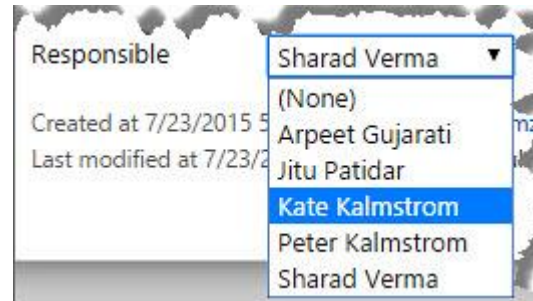 Responsible
Sharad Verma
(None)
Created at 7/23/2015 5
Arpeet Gujarati
Last modified at 7/23/2
Jitu Patidar
Kate Kalmstrom
Peter Kalmstrom
Sharad Verma